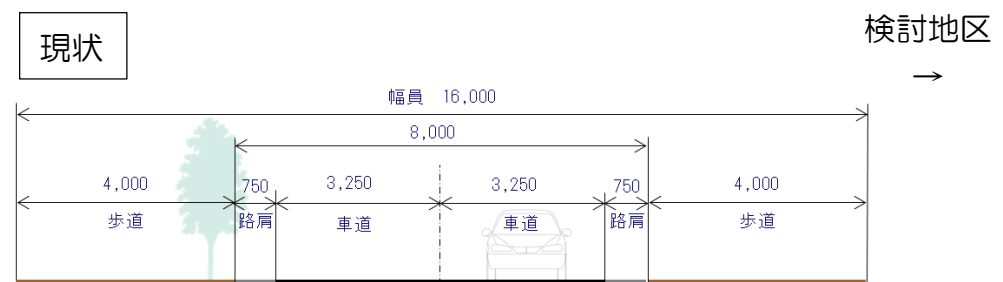 現状
検討地区
→
幅員 16,000
8,000
4,000 750 3,250 3,250 750 4,000
歩道 路肩 車道 車道 路肩 歩道